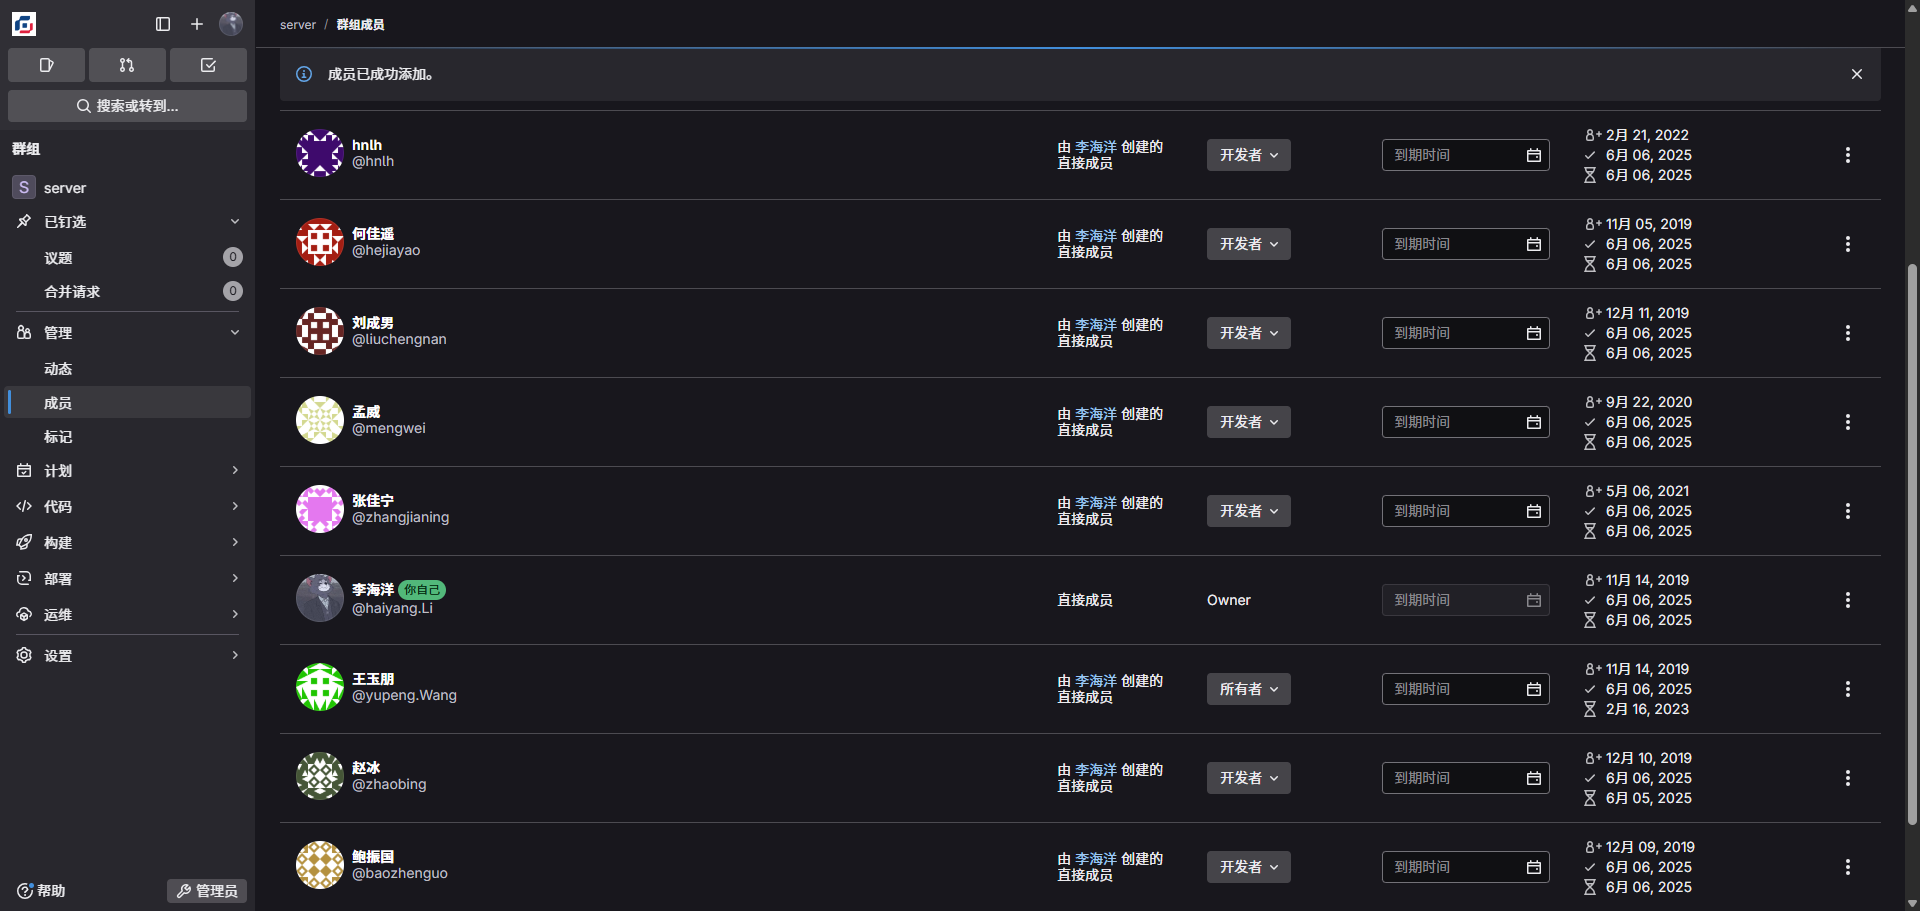 搜索或转到...
群组
S server
已钉选
议题 0
合并请求 0
管理
动态
成员
标记
计划
代码
构建
部署
运维
设置
帮助
管理员
server / 群组成员
成员已成功添加。
hnlh
@hnlh
由 李海洋 创建的
直接成员
开发者
到期时间
2月 21, 2022
6月 06, 2025
6月 06, 2025
何佳遥
@hejiayao
由 李海洋 创建的
直接成员
开发者
到期时间
11月 05, 2019
6月 06, 2025
6月 06, 2025
刘成男
@liuchengnan
由 李海洋 创建的
直接成员
开发者
到期时间
12月 11, 2019
6月 06, 2025
6月 06, 2025
孟威
@mengwei
由 李海洋 创建的
直接成员
开发者
到期时间
9月 22, 2020
6月 06, 2025
6月 06, 2025
张佳宁
@zhangjianing
由 李海洋 创建的
直接成员
开发者
到期时间
5月 06, 2021
6月 06, 2025
6月 06, 2025
李海洋 你自己
@haiyang.Li
直接成员
Owner
到期时间
11月 14, 2019
6月 06, 2025
6月 06, 2025
王玉朋
@yupeng.Wang
由 李海洋 创建的
直接成员
所有者
到期时间
11月 14, 2019
6月 06, 2025
2月 16, 2023
赵冰
@zhaobing
由 李海洋 创建的
直接成员
开发者
到期时间
12月 10, 2019
6月 06, 2025
6月 05, 2025
鲍振国
@baozhenguo
由 李海洋 创建的
直接成员
开发者
到期时间
12月 09, 2019
6月 06, 2025
6月 06, 2025